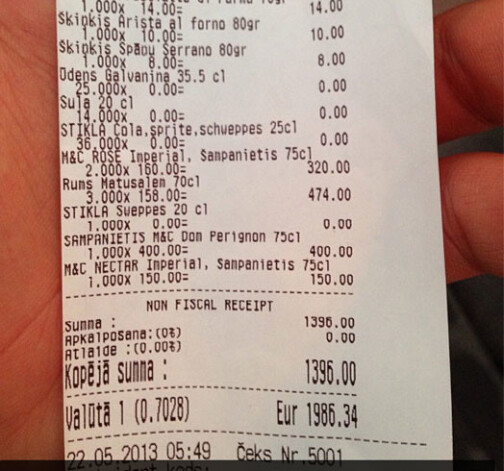 1.000x 14.00= 14.00
Šķiņķis Arista al forno 80gr
1.000x 10.00= 10.00
Šķiņķis Spāņu Serrano 80gr
1.000x 8.00= 8.00
Ūdens Galvanina 35.5 cl
25.000x 0.00= 0.00
Sula 20 cl
14.000x 0.00= 0.00
STIKLA Cola,sprite,schweppes 25cl
36.000x 0.00= 0.00
M&C ROSE Imperial, Sampanietis 75cl
2.000x 160.00= 320.00
Rums Matusalem 70cl
3.000x 158.00= 474.00
STIKLA Sweppes 20 cl
1.000x 0.00= 0.00
SAMPANIETIS M&C Dom Perignon 75cl
1.000x 400.00= 400.00
M&C NECTAR Imperial, Sampanietis 75cl
1.000x 150.00= 150.00
NON FISCAL RECEIPT
Summa : 1396.00
Apkalpošana:(0%) 0.00
Atlaide :(0.00%)
Kopējā summa : 1396.00
Valūtā 1 (0.7028) Eur 1986.34
22.05.2013 05:49 Čeks Nr.5001